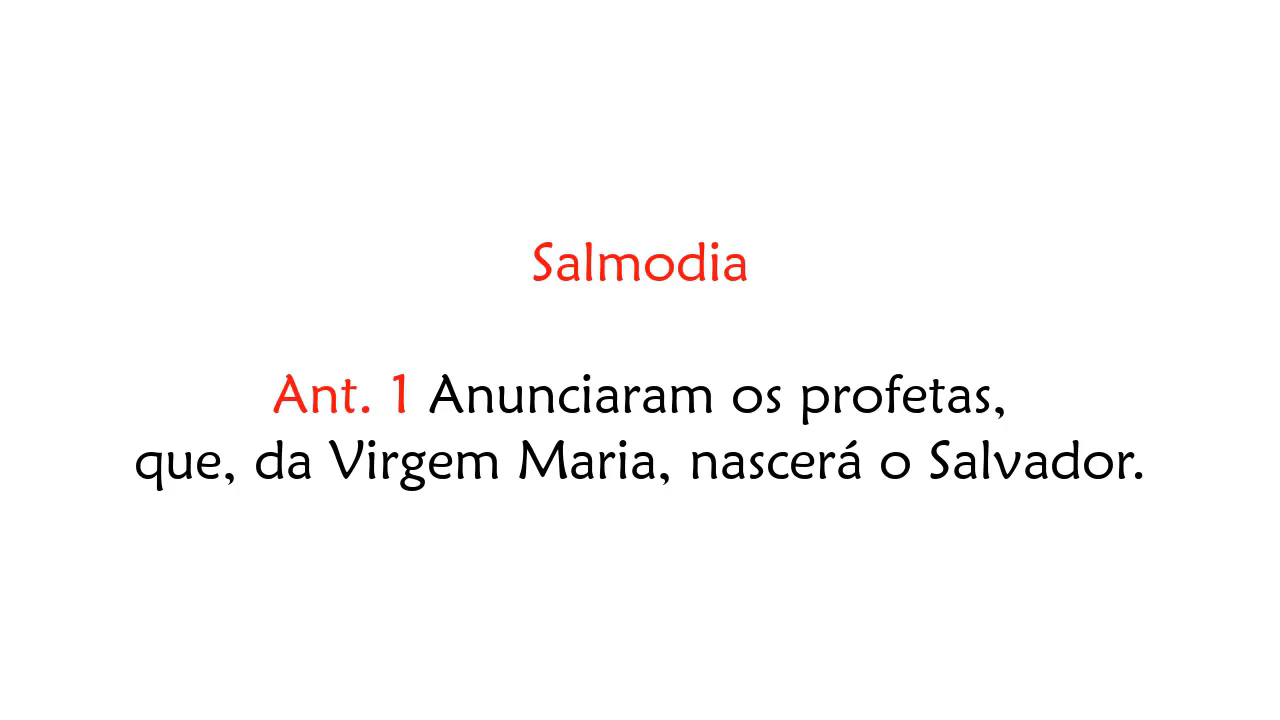 Salmodia
Ant. 1 Anunciaram os profetas,
que, da Virgem Maria, nascerá o Salvador.